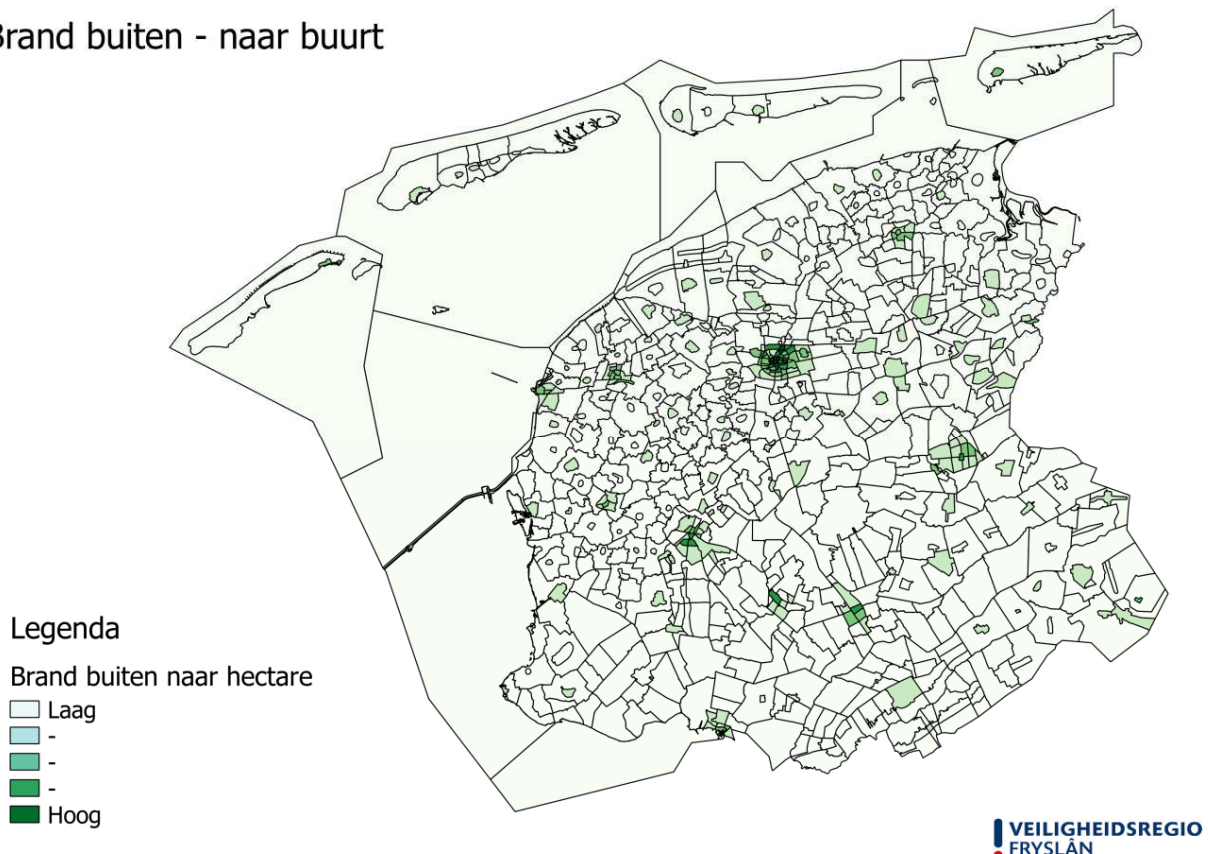 Brand buiten - naar buurt
Legenda
Brand buiten naar hectare
Laag
-
-
-
Hoog
VEILIGHEIDSREGIO
FRYSLÂN